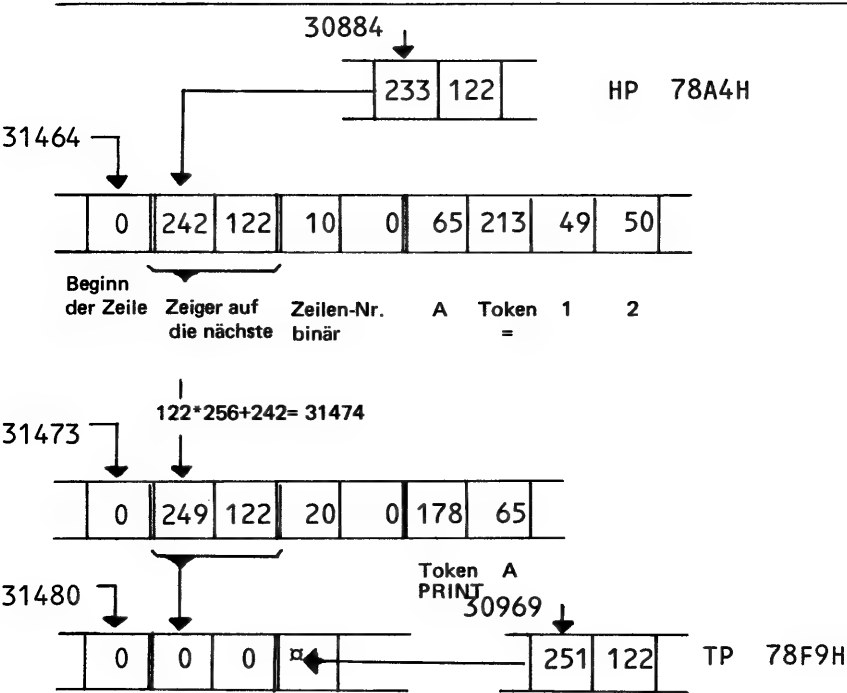 30884
233 122 HP 78A4H
31464
0 242 122 10 0 65 213 49 50
Beginn
der Zeile Zeiger auf Zeilen-Nr. A Token 1 2
die nächste binär =
122*256+242= 31474
31473
0 249 122 20 0 178 65
Token A
PRINT
31480 30969
0 0 0 ¤ 251 122 TP 78F9H